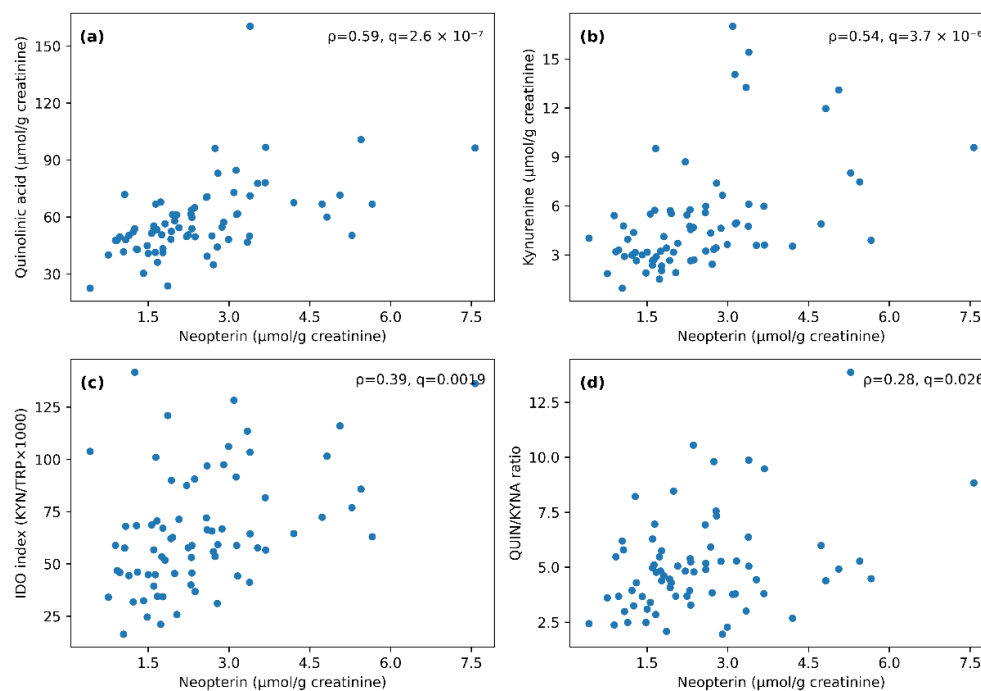 (a)
ρ=0.59, q=2.6 × 10⁻⁷
Quinolinic acid (µmol/g creatinine)
150
120
90
60
30
1.5 3.0 4.5 6.0 7.5
Neopterin (µmol/g creatinine)
(b)
ρ=0.54, q=3.7 × 10⁻⁶
Kynurenine (µmol/g creatinine)
15
12
9
6
3
1.5 3.0 4.5 6.0 7.5
Neopterin (µmol/g creatinine)
(c)
ρ=0.39, q=0.0019
IDO index (KYN/TRP×1000)
125
100
75
50
25
1.5 3.0 4.5 6.0 7.5
Neopterin (µmol/g creatinine)
(d)
ρ=0.28, q=0.026
QUIN/KYNA ratio
12.5
10.0
7.5
5.0
2.5
1.5 3.0 4.5 6.0 7.5
Neopterin (µmol/g creatinine)